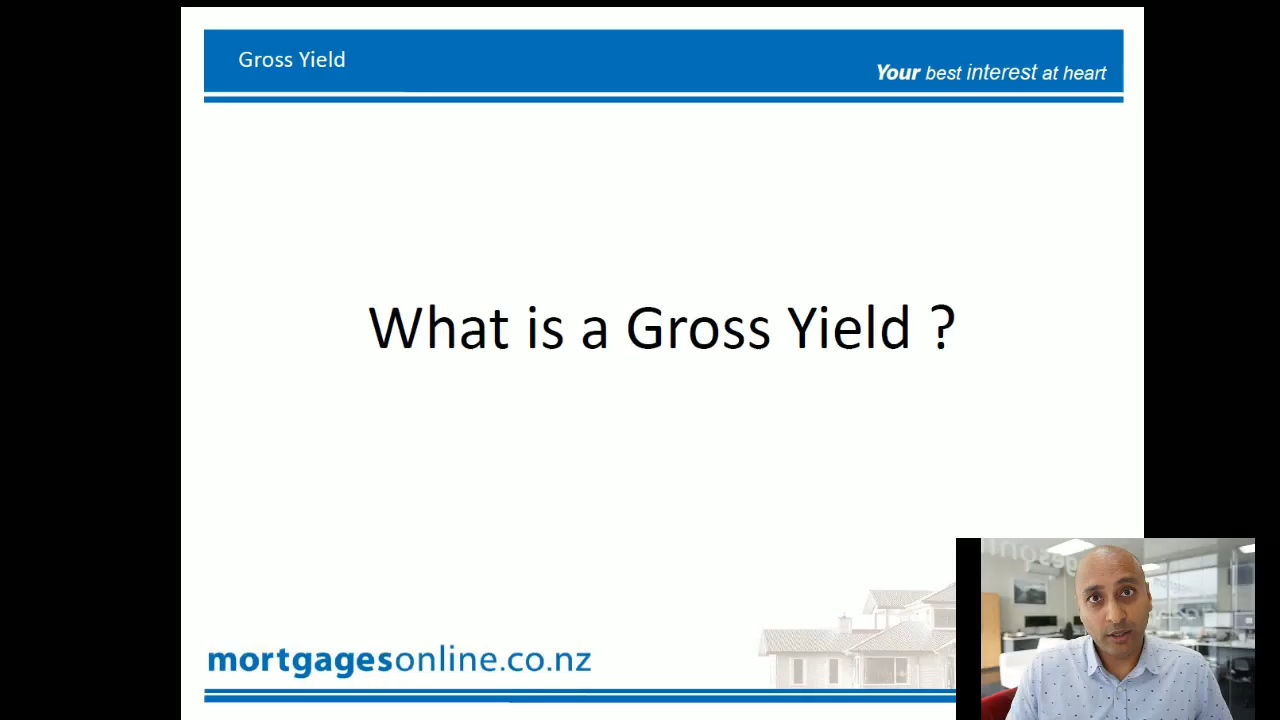 Gross Yield
Your best interest at heart
What is a Gross Yield ?
mortgagesonline.co.nz